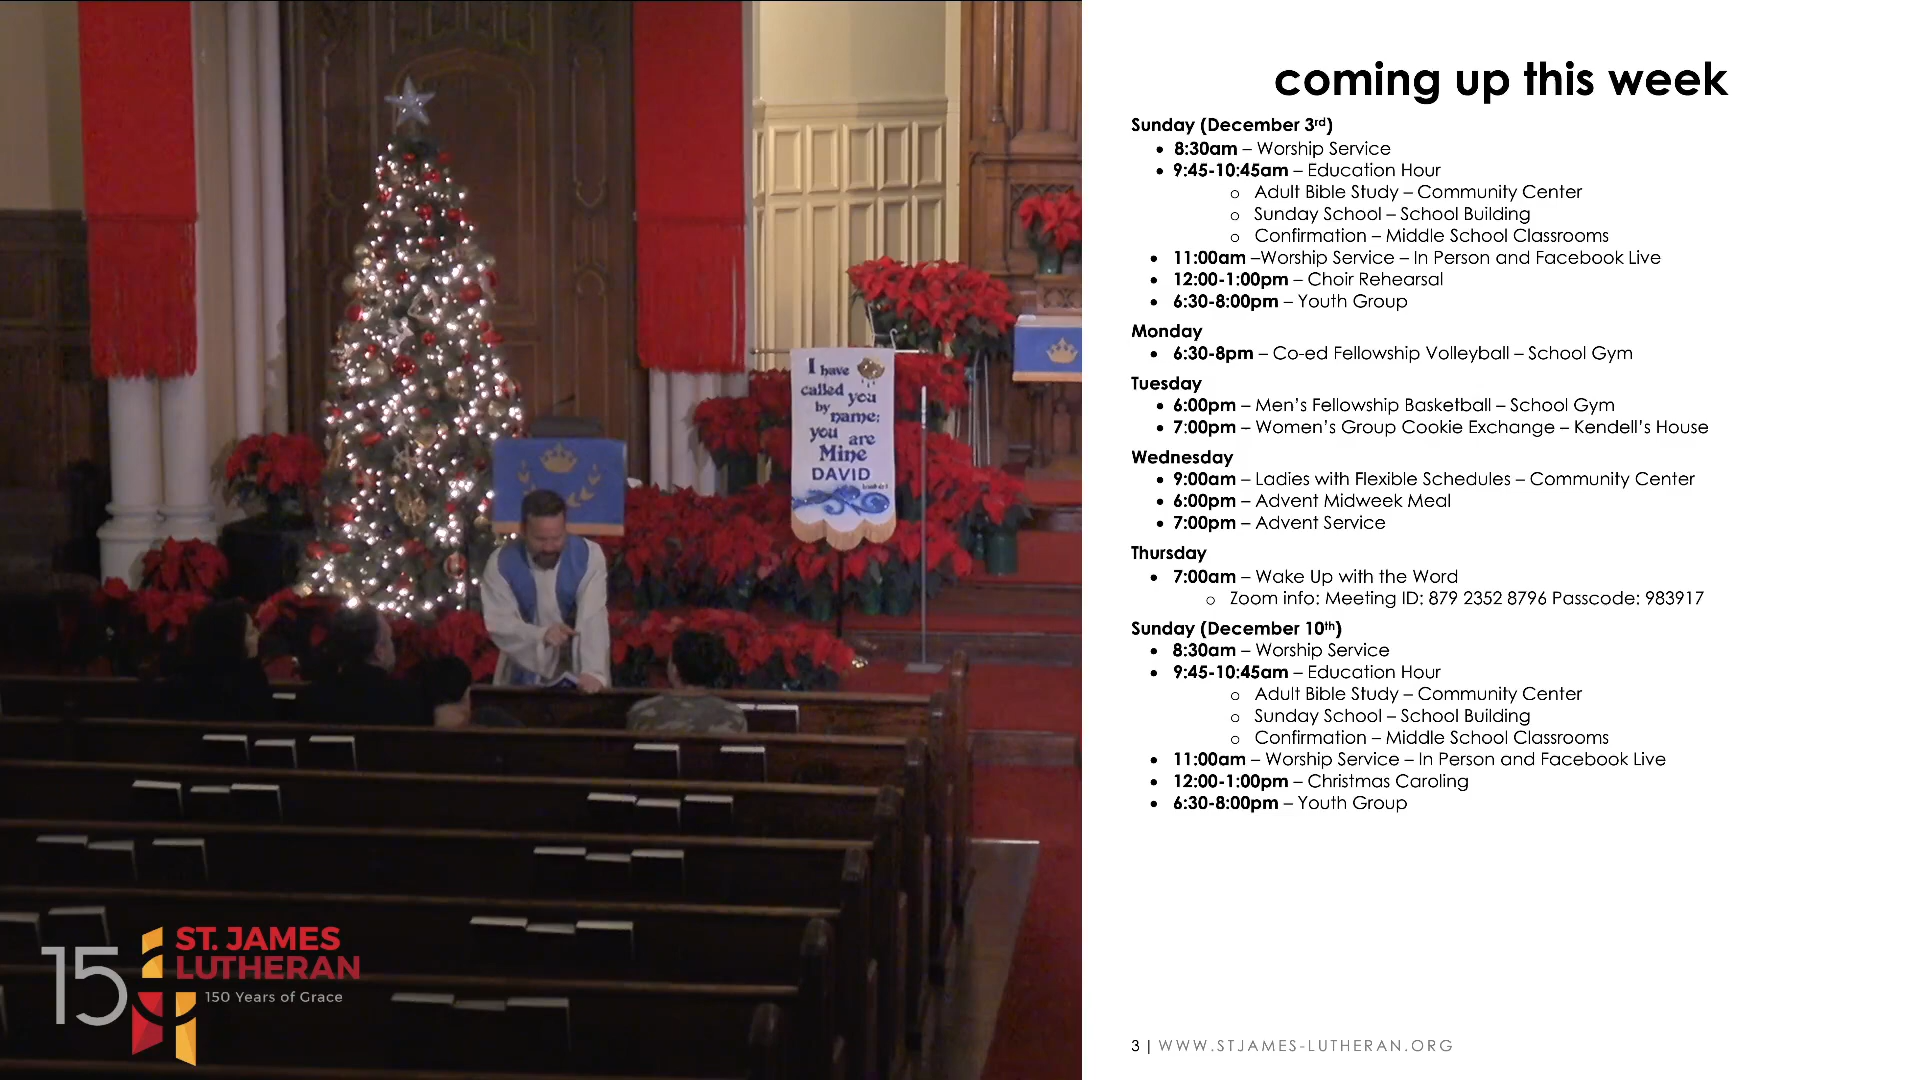 I have
called you
by name;
you are
Mine
DAVID
15
ST. JAMES
LUTHERAN
150 Years of Grace
coming up this week
Sunday (December 3rd)
• 8:30am – Worship Service
• 9:45-10:45am – Education Hour
o Adult Bible Study – Community Center
o Sunday School – School Building
o Confirmation – Middle School Classrooms
• 11:00am –Worship Service – In Person and Facebook Live
• 12:00-1:00pm – Choir Rehearsal
• 6:30-8:00pm – Youth Group
Monday
• 6:30-8pm – Co-ed Fellowship Volleyball – School Gym
Tuesday
• 6:00pm – Men's Fellowship Basketball – School Gym
• 7:00pm – Women's Group Cookie Exchange – Kendell's House
Wednesday
• 9:00am – Ladies with Flexible Schedules – Community Center
• 6:00pm – Advent Midweek Meal
• 7:00pm – Advent Service
Thursday
• 7:00am – Wake Up with the Word
o Zoom info: Meeting ID: 879 2352 8796 Passcode: 983917
Sunday (December 10th)
• 8:30am – Worship Service
• 9:45-10:45am – Education Hour
o Adult Bible Study – Community Center
o Sunday School – School Building
o Confirmation – Middle School Classrooms
• 11:00am – Worship Service – In Person and Facebook Live
• 12:00-1:00pm – Christmas Caroling
• 6:30-8:00pm – Youth Group
3 | WWW.STJAMES-LUTHERAN.ORG